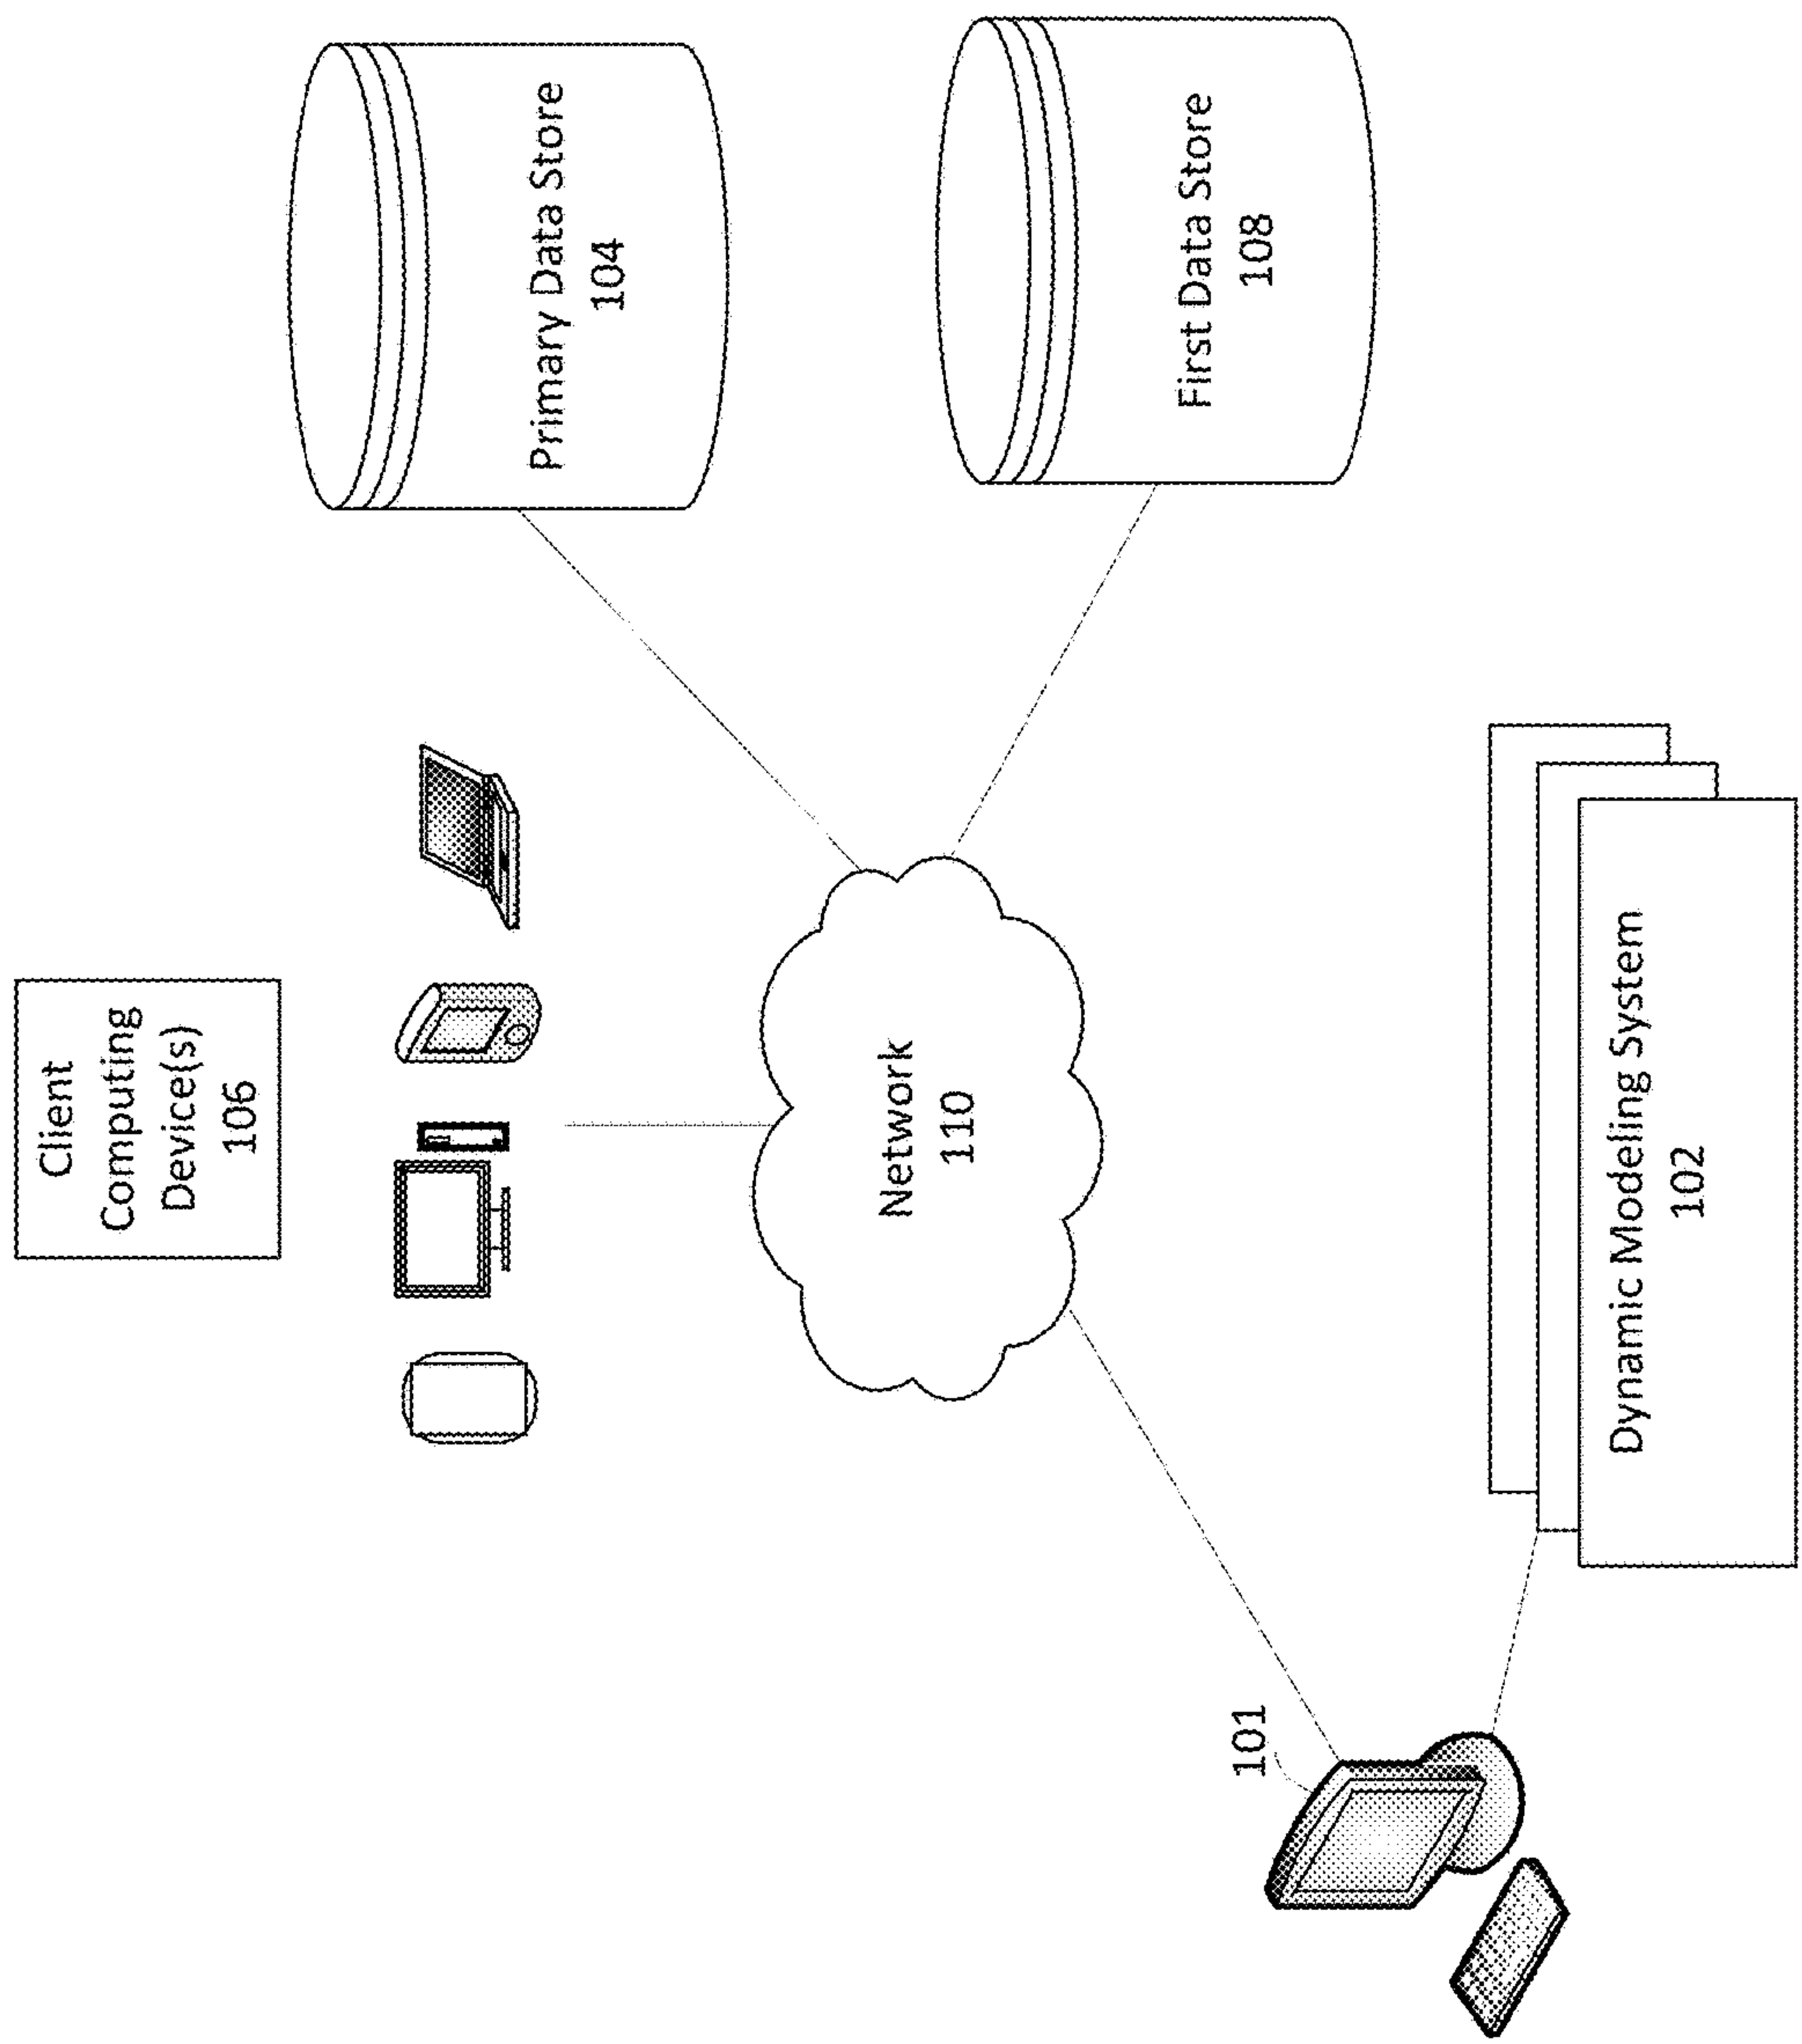 Client
Computing
Device(s)
106
Primary Data Store
104
Network
110
First Data Store
108
101
Dynamic Modeling System
102